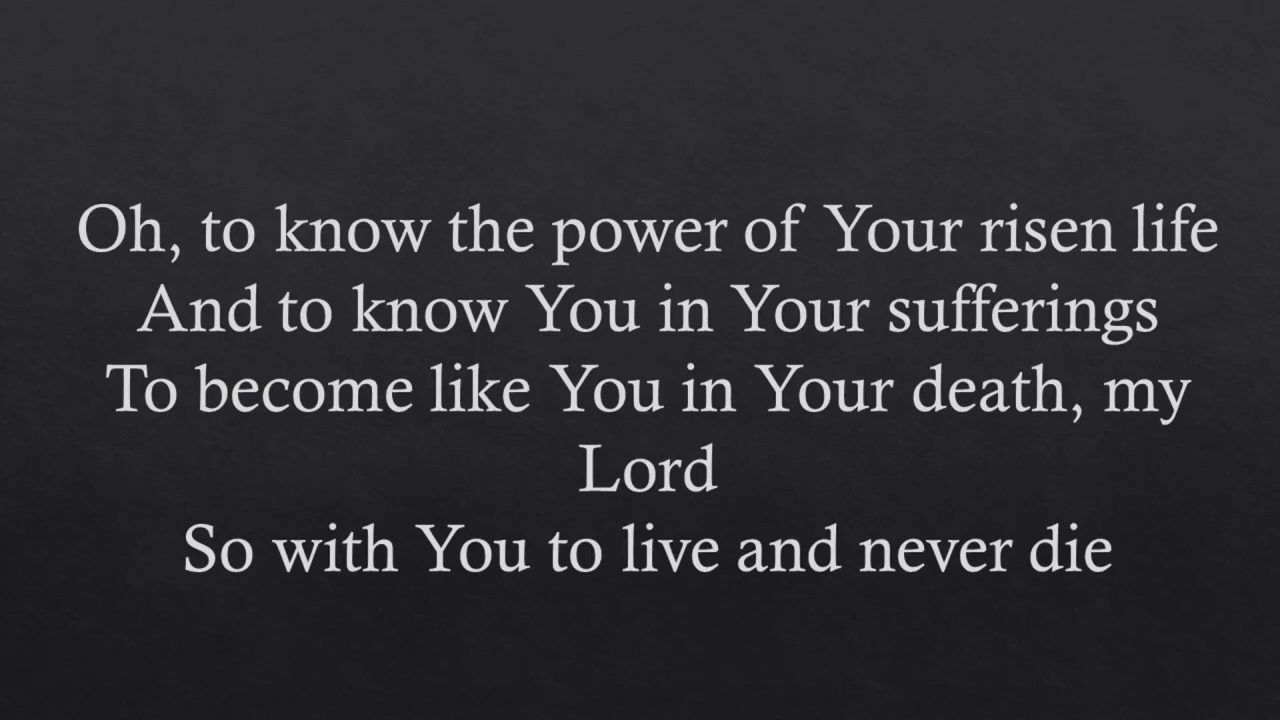 Oh, to know the power of Your risen life
And to know You in Your sufferings
To become like You in Your death, my
Lord
So with You to live and never die